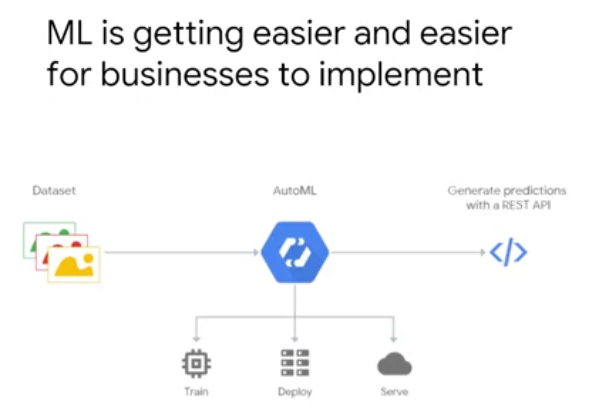 ML is getting easier and easier
for businesses to implement
Dataset
AutoML
Generate predictions
with a REST API
</>
Train
Deploy
Serve